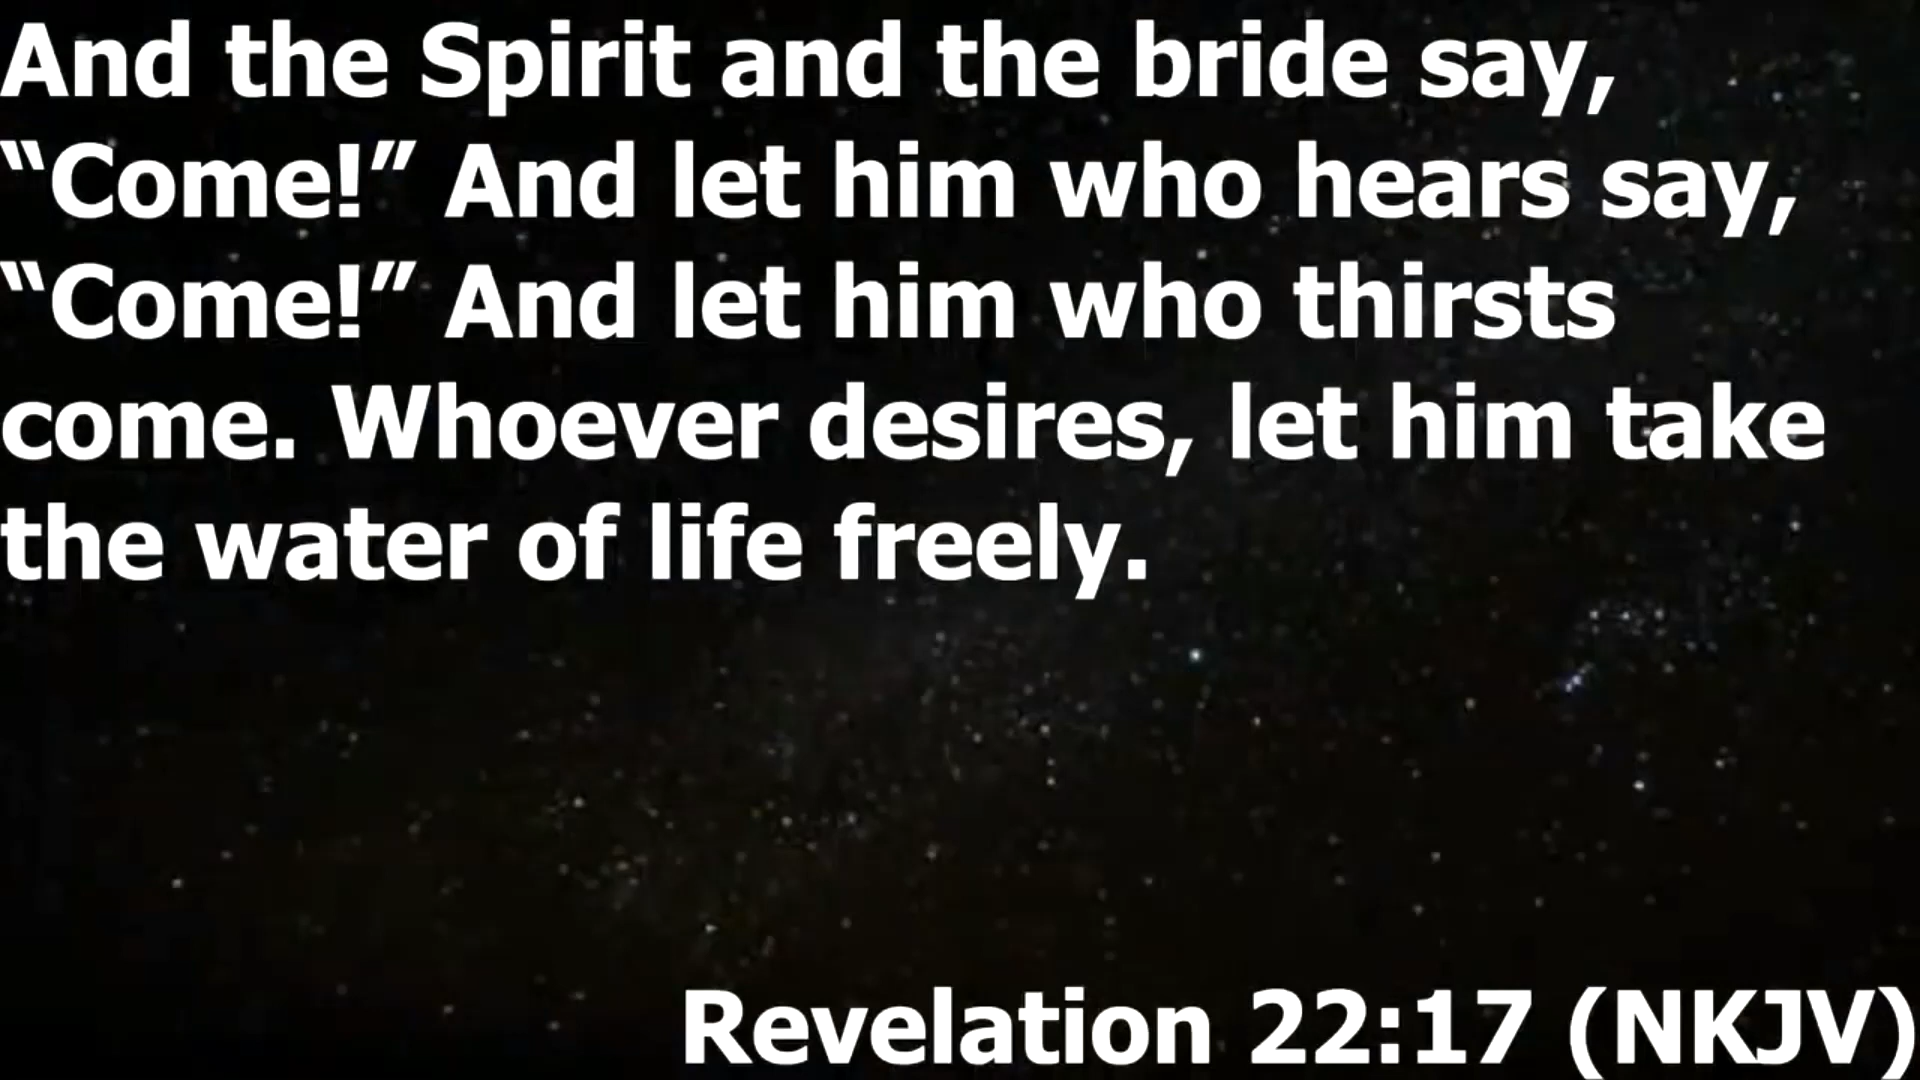 And the Spirit and the bride say,
“Come!” And let him who hears say,
“Come!” And let him who thirsts
come. Whoever desires, let him take
the water of life freely.
Revelation 22:17 (NKJV)